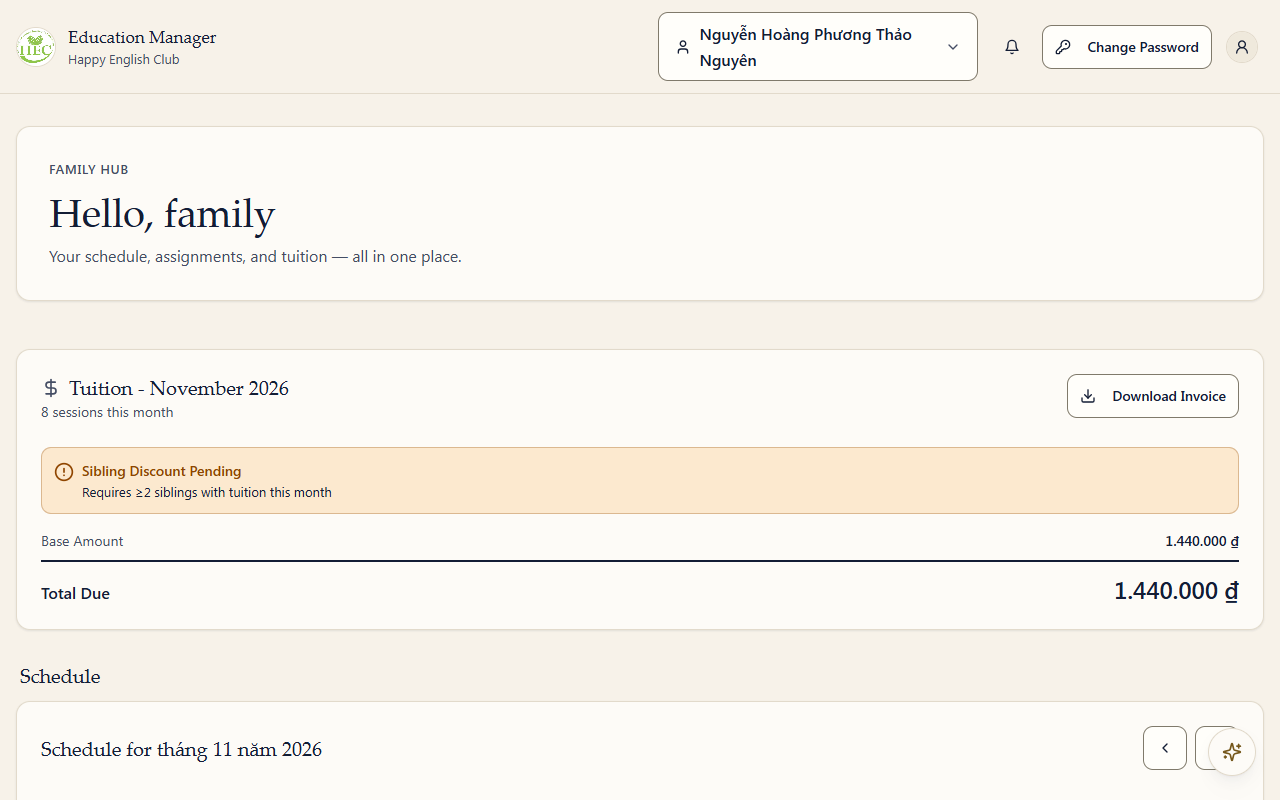 HEC
Education Manager
Happy English Club
Nguyễn Hoàng Phương Thảo
Nguyên
Change Password
FAMILY HUB
Hello, family
Your schedule, assignments, and tuition — all in one place.
Tuition - November 2026
8 sessions this month
Download Invoice
Sibling Discount Pending
Requires ≥2 siblings with tuition this month
Base Amount
1.440.000 ₫
Total Due
1.440.000 ₫
Schedule
Schedule for tháng 11 năm 2026